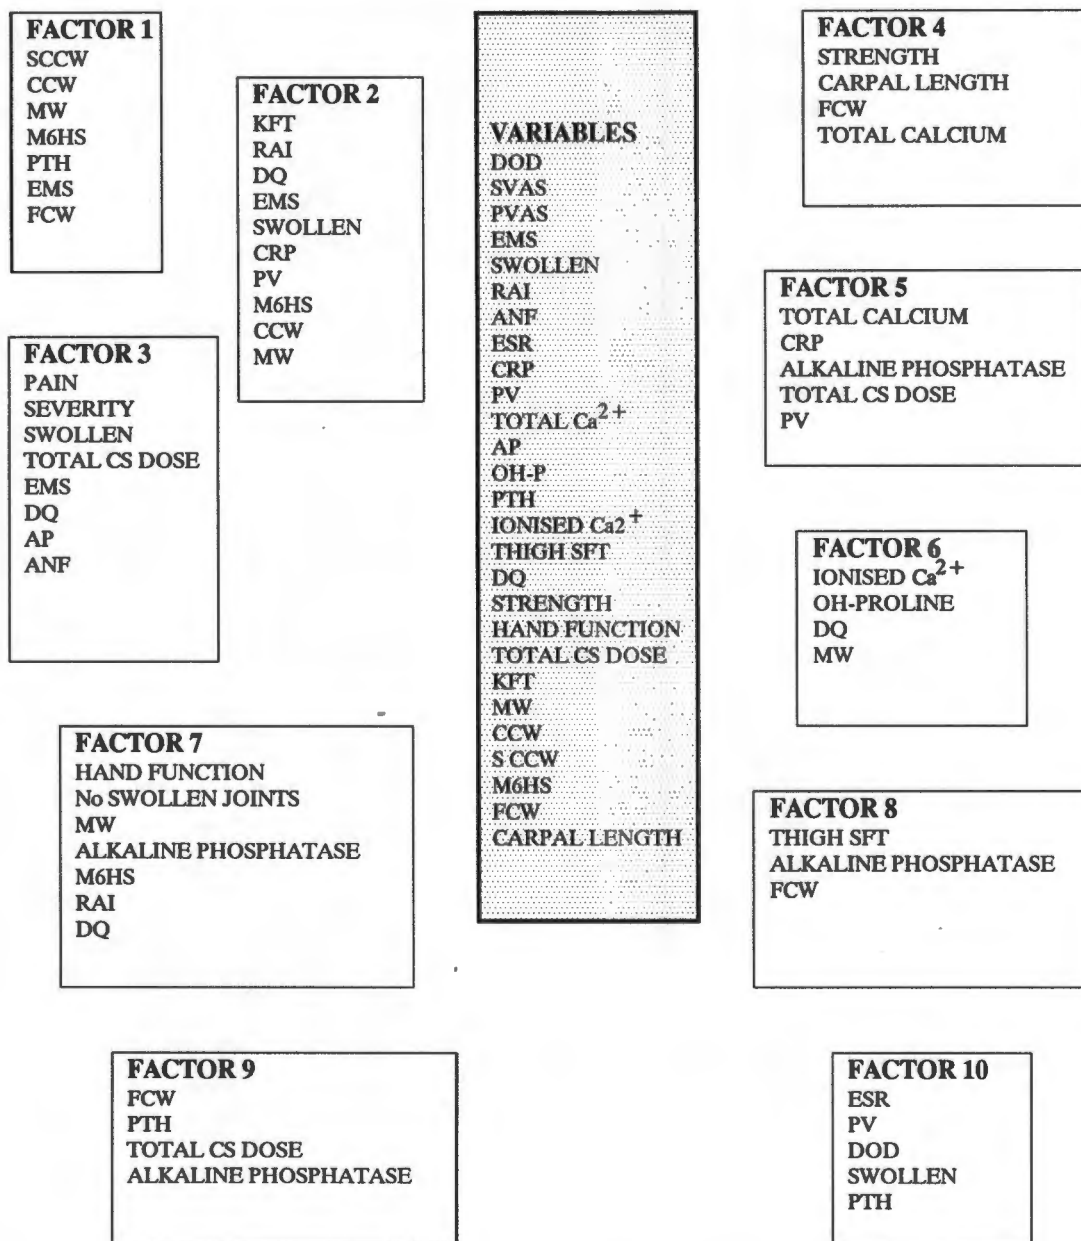 FACTOR 1
SCCW
CCW
MW
M6HS
PTH
EMS
FCW
FACTOR 2
KFT
RAI
DQ
EMS
SWOLLEN
CRP
PV
M6HS
CCW
MW
FACTOR 3
PAIN
SEVERITY
SWOLLEN
TOTAL CS DOSE
EMS
DQ
AP
ANF
VARIABLES
DOD
SVAS
PVAS
EMS
SWOLLEN
RAI
ANF
ESR
CRP
PV
TOTAL Ca²⁺
AP
OH-P
PTH
IONISED Ca2⁺
THIGH SFT
DQ
STRENGTH
HAND FUNCTION
TOTAL CS DOSE
KFT
MW
CCW
S CCW
M6HS
FCW
CARPAL LENGTH
FACTOR 4
STRENGTH
CARPAL LENGTH
FCW
TOTAL CALCIUM
FACTOR 5
TOTAL CALCIUM
CRP
ALKALINE PHOSPHATASE
TOTAL CS DOSE
PV
FACTOR 6
IONISED Ca²⁺
OH-PROLINE
DQ
MW
FACTOR 7
HAND FUNCTION
No SWOLLEN JOINTS
MW
ALKALINE PHOSPHATASE
M6HS
RAI
DQ
FACTOR 8
THIGH SFT
ALKALINE PHOSPHATASE
FCW
FACTOR 9
FCW
PTH
TOTAL CS DOSE
ALKALINE PHOSPHATASE
FACTOR 10
ESR
PV
DOD
SWOLLEN
PTH